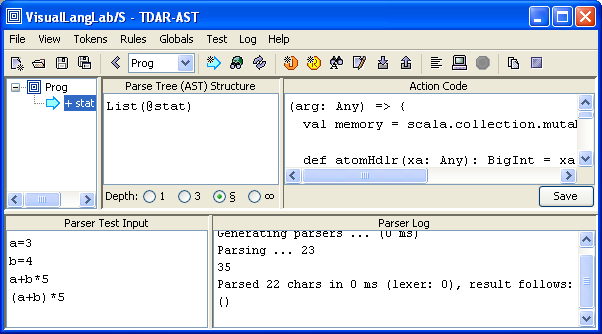 VisualLangLab/S - TDAR-AST
File View Tokens Rules Globals Test Log Help
Prog
Prog
+ stat
Parse Tree (AST) Structure
List(@stat)
Depth: 1 3 § ∞
Action Code
(arg: Any) => {
val memory = scala.collection.muta
def atomHdlr(xa: Any): BigInt = xa
Save
Parser Test Input
a=3
b=4
a+b*5
(a+b)*5
Parser Log
Generating parsers ... (0 ms)
Parsing ... 23
35
Parsed 22 chars in 0 ms (lexer: 0), result follows:
()